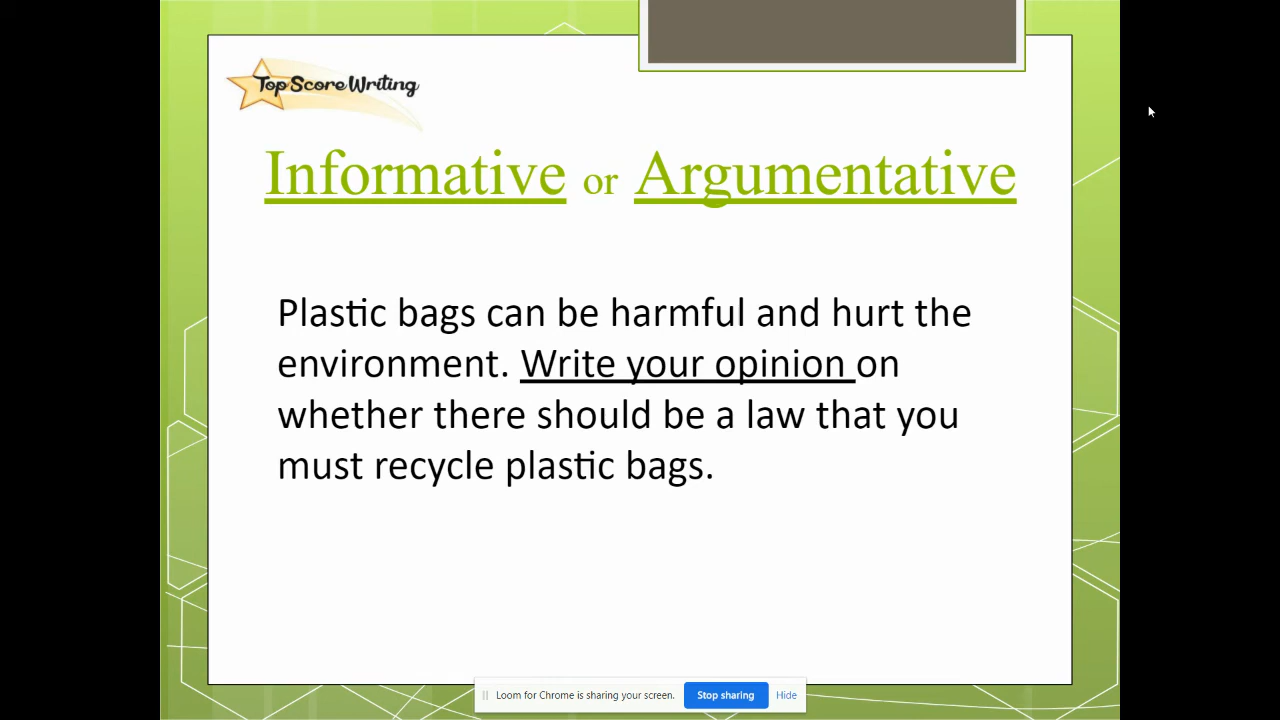 Top Score Writing
Informative or Argumentative
Plastic bags can be harmful and hurt the
environment. Write your opinion on
whether there should be a law that you
must recycle plastic bags.
Loom for Chrome is sharing your screen. Stop sharing Hide